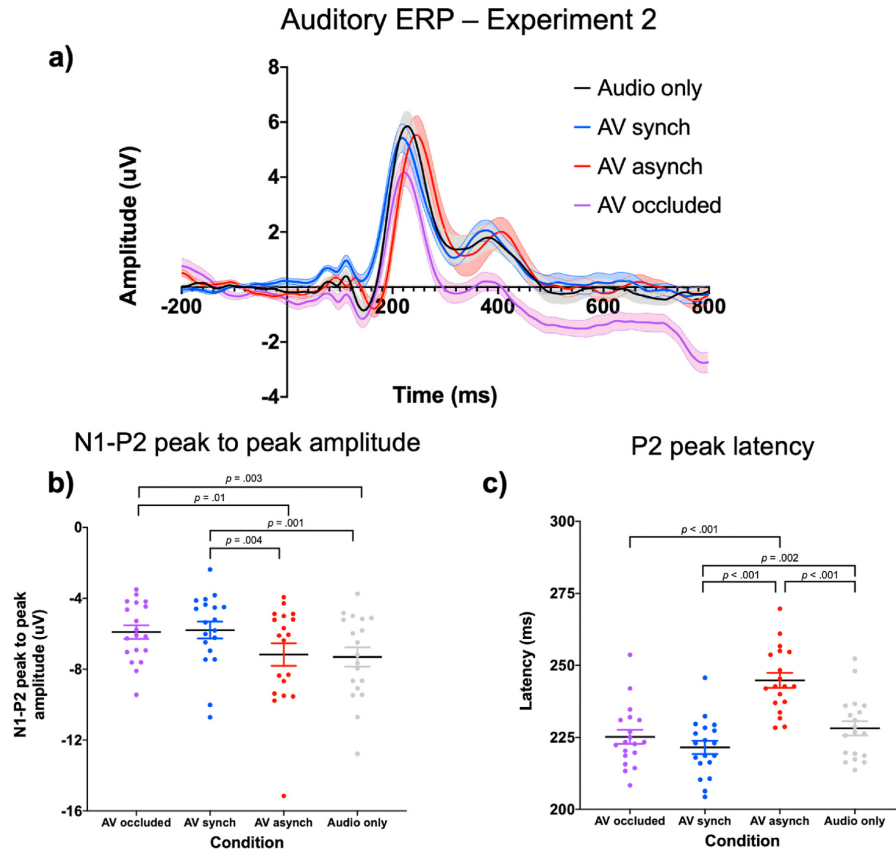 Auditory ERP – Experiment 2
a)
8
6
4
2
-200
200
400
600
800
-2
-4
Amplitude (uV)
Time (ms)
Audio only
AV synch
AV asynch
AV occluded
N1-P2 peak to peak amplitude
b)
p = .003
p = .01
p = .001
p = .004
0
-4
-8
-12
-16
N1-P2 peak to peak
amplitude (uV)
AV occluded
AV synch
AV asynch
Audio only
Condition
P2 peak latency
c)
p < .001
p = .002
p < .001
p < .001
300
275
250
225
200
Latency (ms)
AV occluded
AV synch
AV asynch
Audio only
Condition